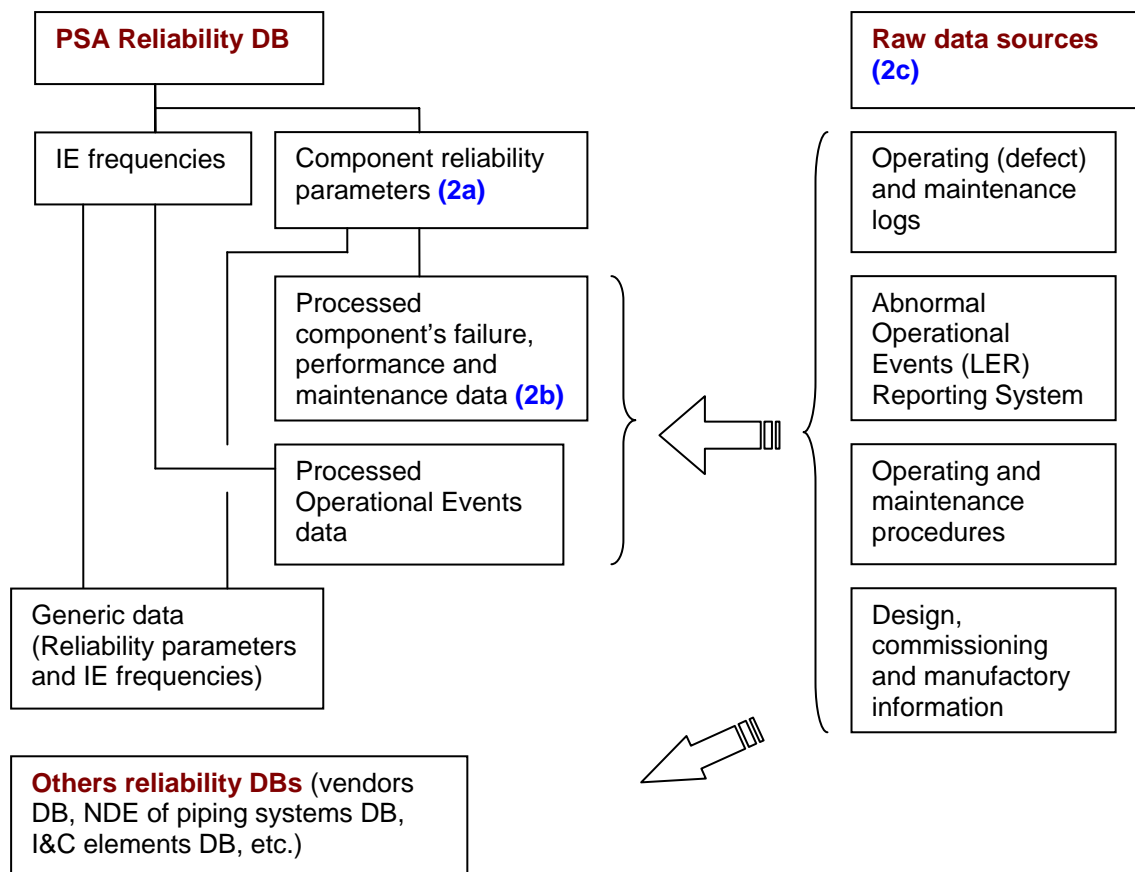 PSA Reliability DB
IE frequencies
Component reliability
parameters (2a)
Processed
component’s failure,
performance and
maintenance data (2b)
Processed
Operational Events
data
Generic data
(Reliability parameters
and IE frequencies)
Others reliability DBs (vendors
DB, NDE of piping systems DB,
I&C elements DB, etc.)
Raw data sources
(2c)
Operating (defect)
and maintenance
logs
Abnormal
Operational
Events (LER)
Reporting System
Operating and
maintenance
procedures
Design,
commissioning
and manufactory
information